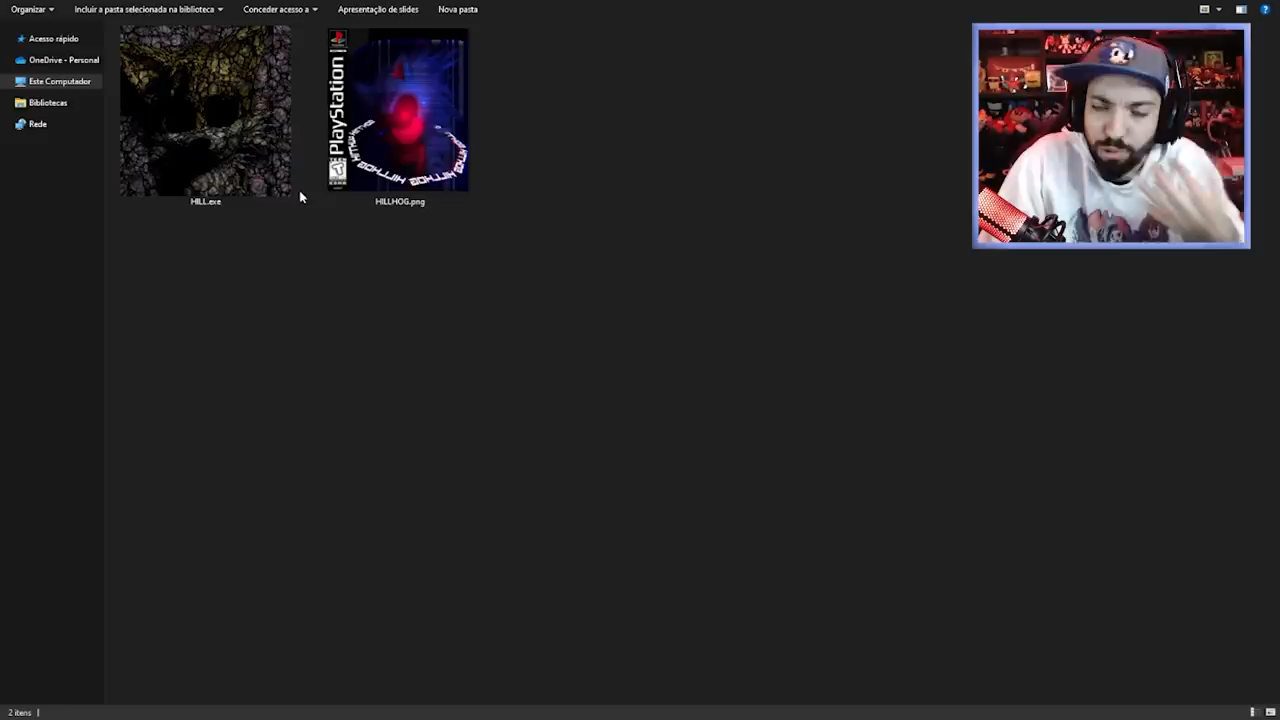 Organizar
Incluir a pasta selecionada na biblioteca
Conceder acesso a
Apresentação de slides
Nova pasta
Acesso rápido
OneDrive - Personal
Este Computador
Bibliotecas
Rede
PlayStation
HILL.exe
HILLHOG.png
2 itens